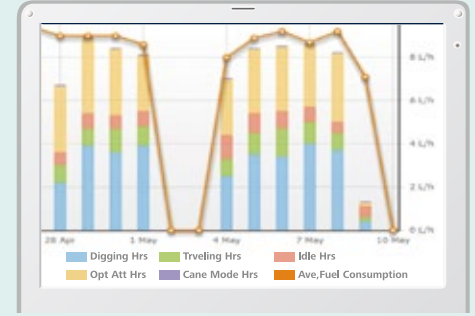 8 L/h
6 L/h
4 L/h
2 L/h
0 L/h
28 Apr 1 May 4 May 7 May 10 May
Digging Hrs Trveling Hrs Idle Hrs
Opt Att Hrs Cane Mode Hrs Ave,Fuel Consumption